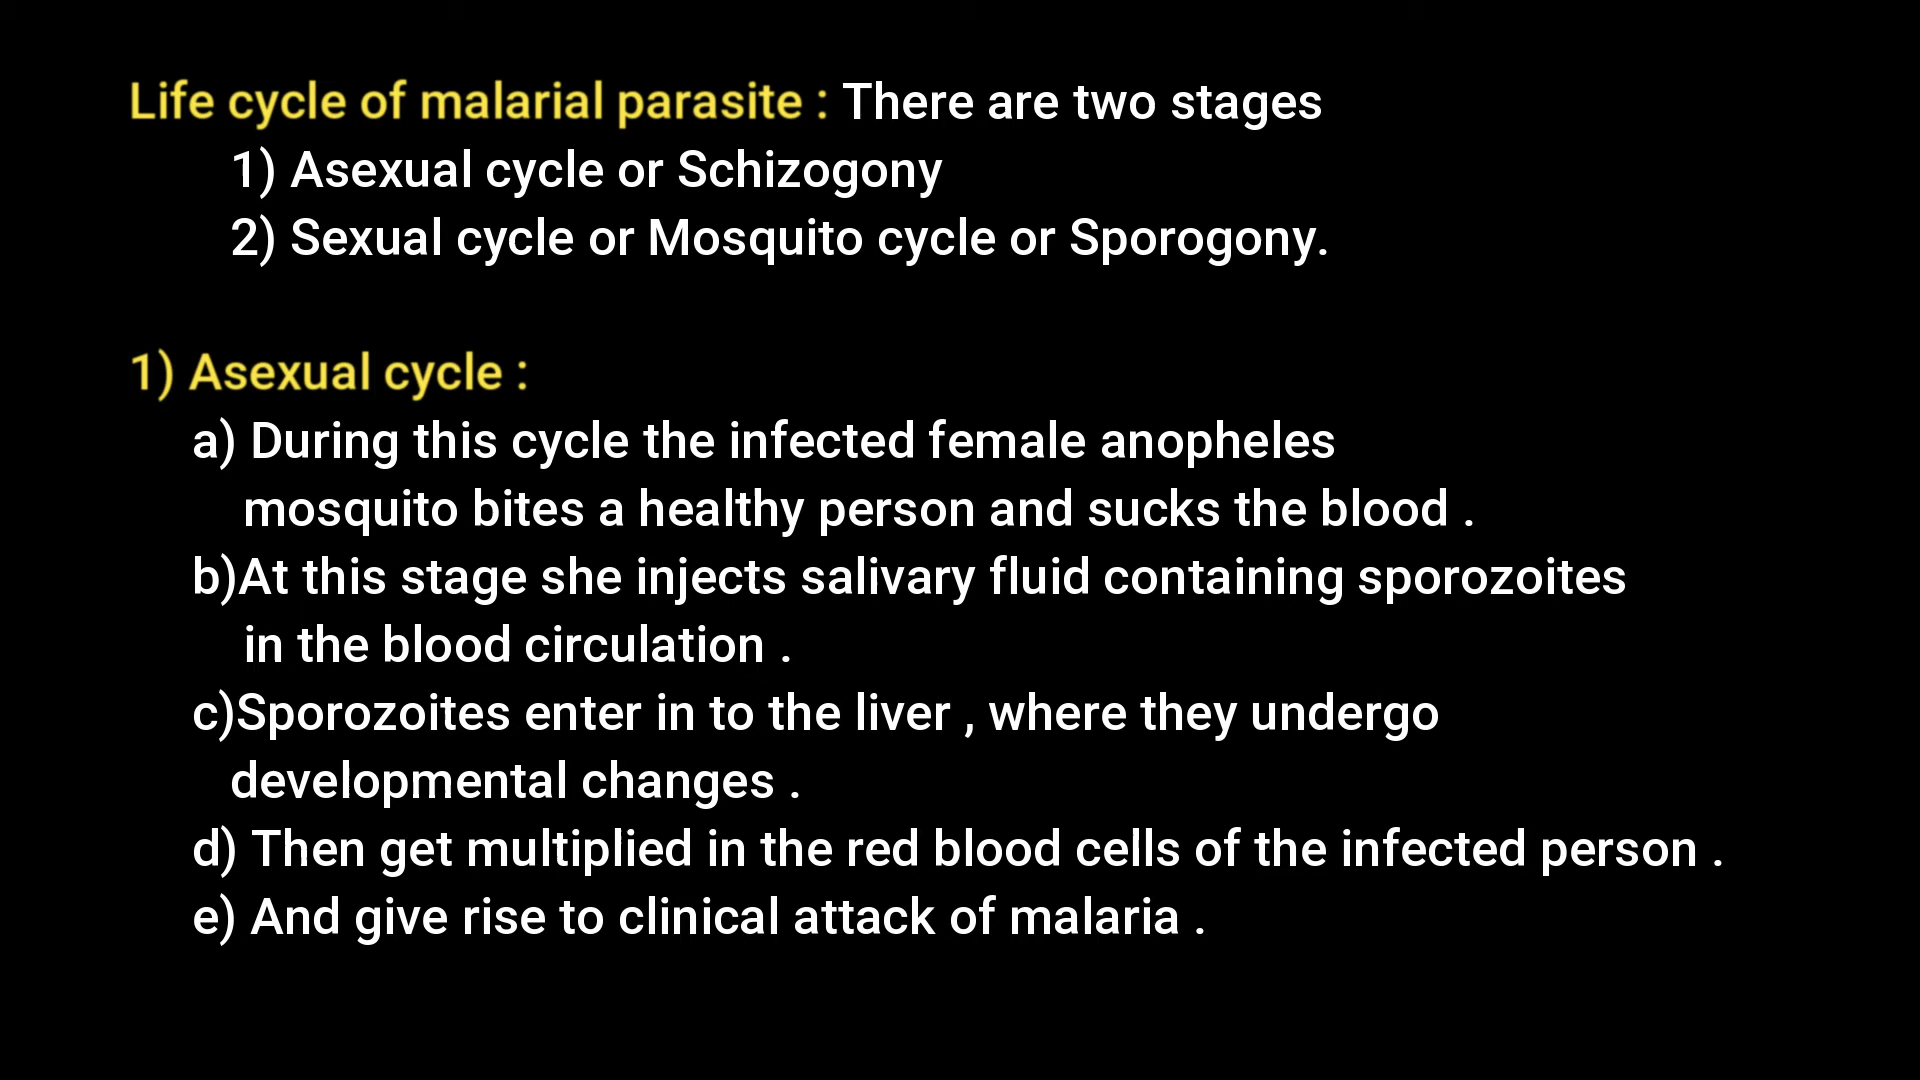 Life cycle of malarial parasite : There are two stages
1) Asexual cycle or Schizogony
2) Sexual cycle or Mosquito cycle or Sporogony.
1) Asexual cycle :
a) During this cycle the infected female anopheles
mosquito bites a healthy person and sucks the blood .
b)At this stage she injects salivary fluid containing sporozoites
in the blood circulation .
c)Sporozoites enter in to the liver , where they undergo
developmental changes .
d) Then get multiplied in the red blood cells of the infected person .
e) And give rise to clinical attack of malaria .